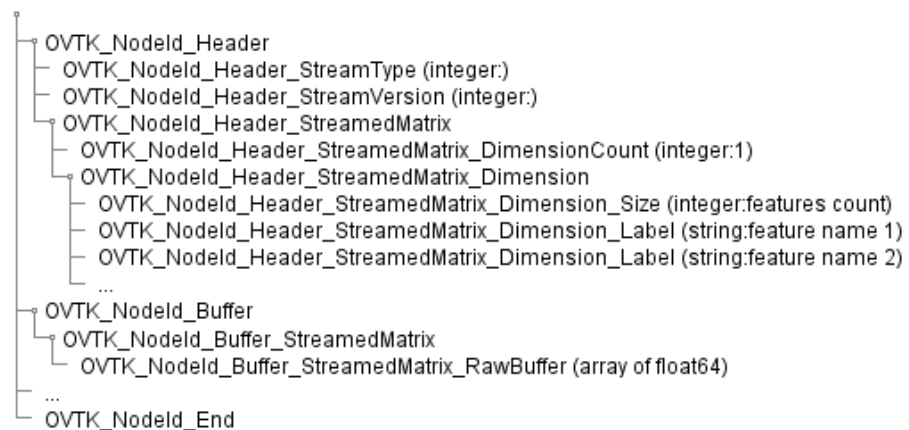 OVTK_NodeId_Header
OVTK_NodeId_Header_StreamType (integer:)
OVTK_NodeId_Header_StreamVersion (integer:)
OVTK_NodeId_Header_StreamedMatrix
OVTK_NodeId_Header_StreamedMatrix_DimensionCount (integer:1)
OVTK_NodeId_Header_StreamedMatrix_Dimension
OVTK_NodeId_Header_StreamedMatrix_Dimension_Size (integer:features count)
OVTK_NodeId_Header_StreamedMatrix_Dimension_Label (string:feature name 1)
OVTK_NodeId_Header_StreamedMatrix_Dimension_Label (string:feature name 2)
...
OVTK_NodeId_Buffer
OVTK_NodeId_Buffer_StreamedMatrix
OVTK_NodeId_Buffer_StreamedMatrix_RawBuffer (array of float64)
...
OVTK_NodeId_End